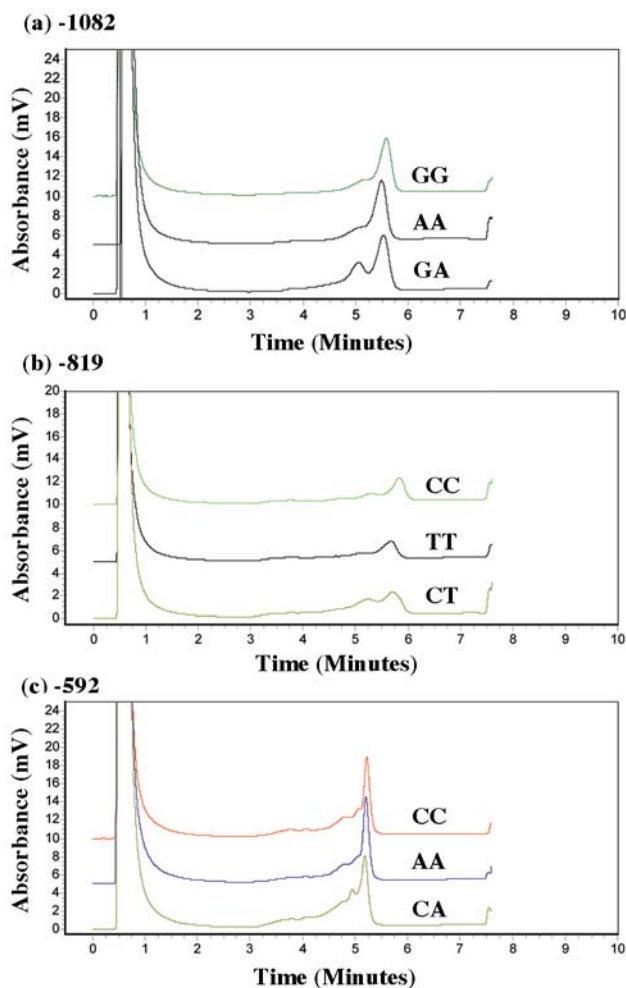 (a) -1082
Absorbance (mV)
24
22
20
18
16
14
12
10
8
6
4
2
0
GG
AA
GA
0 1 2 3 4 5 6 7 8 9 10
Time (Minutes)
(b) -819
Absorbance (mV)
20
18
16
14
12
10
8
6
4
2
0
CC
TT
CT
0 1 2 3 4 5 6 7 8 9 10
Time (Minutes)
(c) -592
Absorbance (mV)
24
22
20
18
16
14
12
10
8
6
4
2
0
CC
AA
CA
0 1 2 3 4 5 6 7 8 9 10
Time (Minutes)